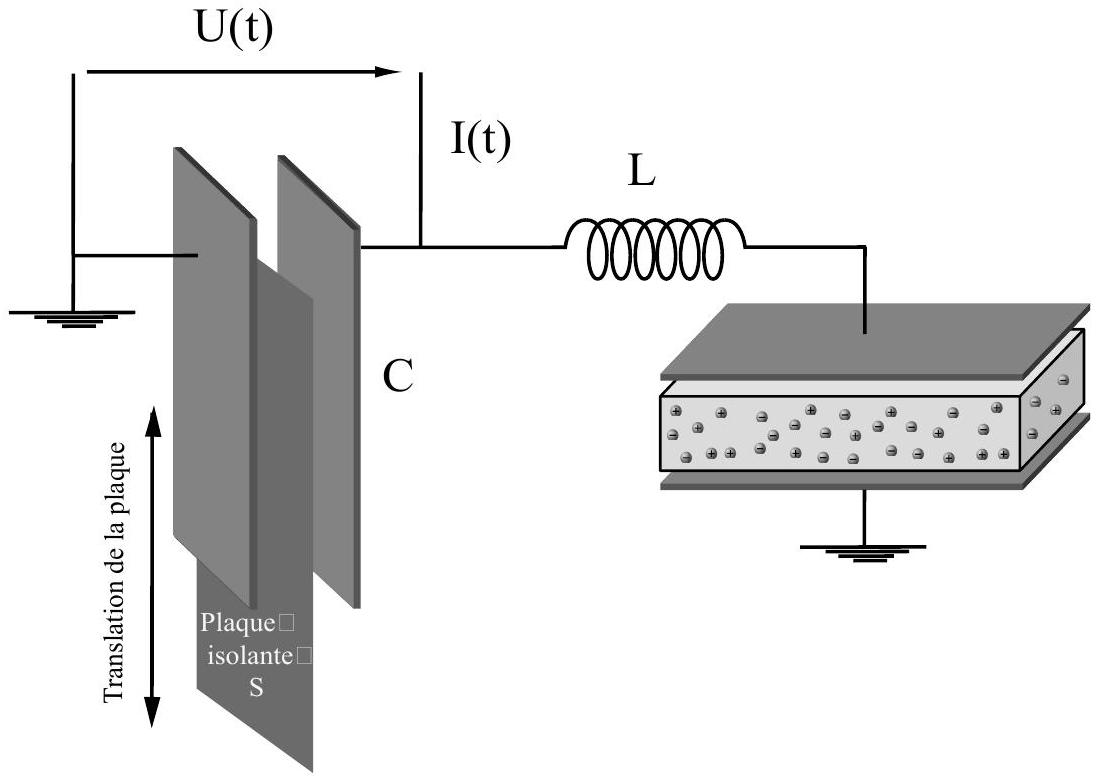 U(t)
I(t)
L
C
Translation de la plaque
Plaque
isolante
S